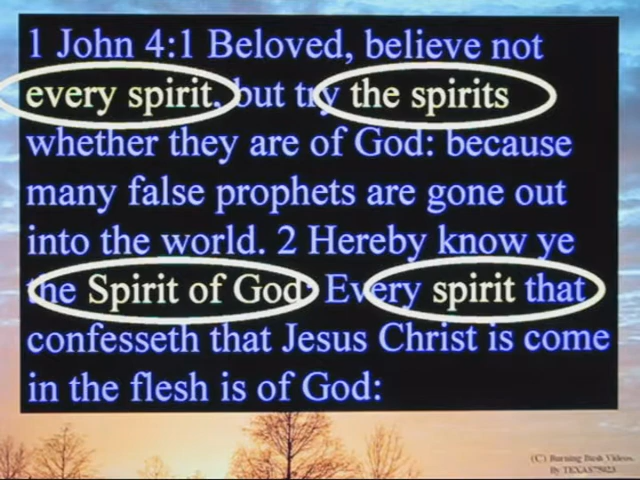 1 John 4:1 Beloved, believe not
every spirit, but try the spirits
whether they are of God: because
many false prophets are gone out
into the world. 2 Hereby know ye
the Spirit of God: Every spirit that
confesseth that Jesus Christ is come
in the flesh is of God:
(C) Burning Bush Videos.
By TEXAS75023